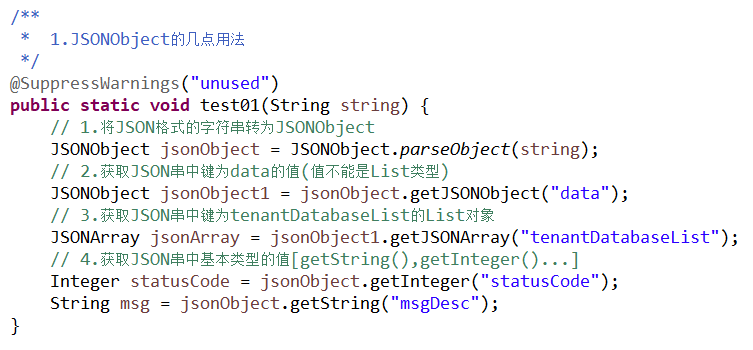 /**
 *  1.JSONObject的几点用法
 */
@SuppressWarnings("unused")
public static void test01(String string) {
    // 1.将JSON格式的字符串转为JSONObject
    JSONObject jsonObject = JSONObject.parseObject(string);
    // 2.获取JSON串中键为data的值(值不能是List类型)
    JSONObject jsonObject1 = jsonObject.getJSONObject("data");
    // 3.获取JSON串中键为tenantDatabaseList的List对象
    JSONArray jsonArray = jsonObject1.getJSONArray("tenantDatabaseList");
    // 4.获取JSON串中基本类型的值[getString(),getInteger()...]
    Integer statusCode = jsonObject.getInteger("statusCode");
    String msg = jsonObject.getString("msgDesc");
}